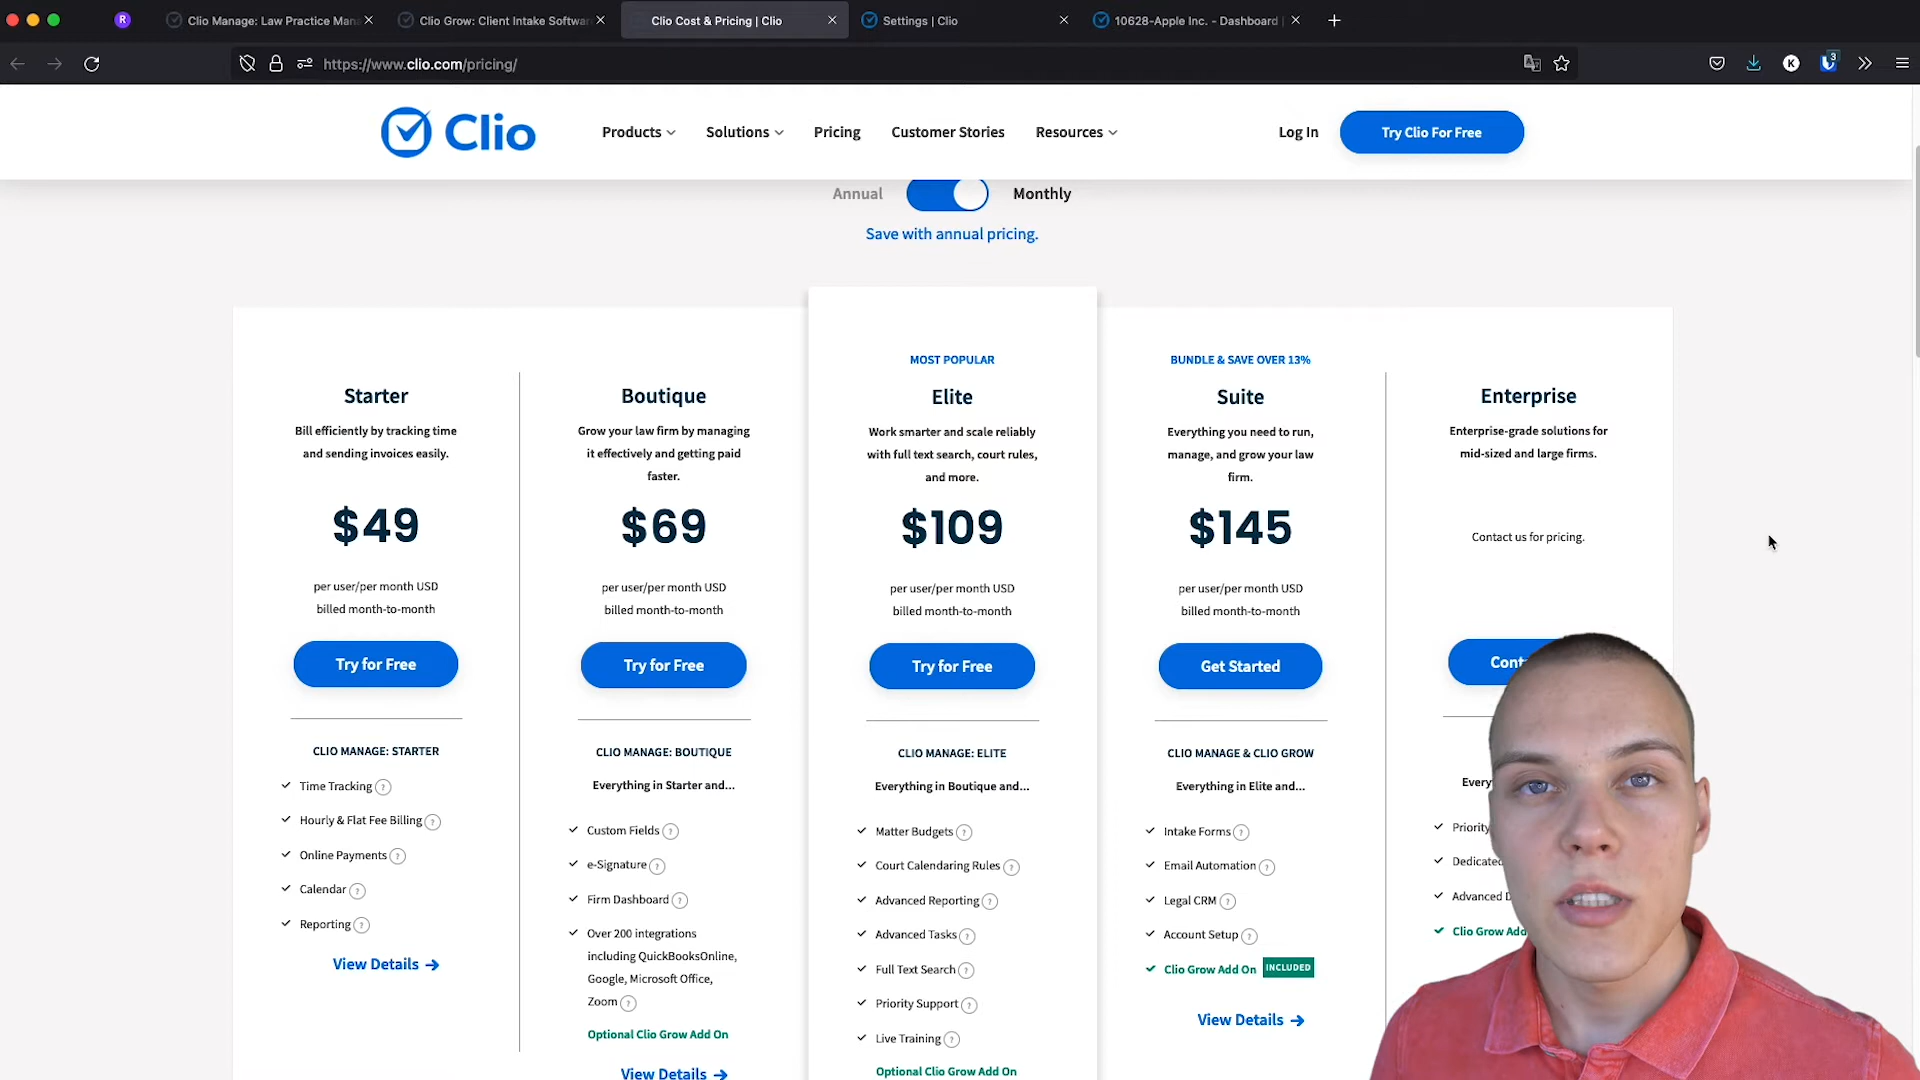 R
Clio Manage: Law Practice Man
Clio Grow: Client Intake Softwar
Clio Cost & Pricing | Clio
Settings | Clio
10628-Apple Inc. - Dashboard |
https://www.clio.com/pricing/
K
3
Clio
Products
Solutions
Pricing
Customer Stories
Resources
Log In
Try Clio For Free
Annual
Monthly
Save with annual pricing.
Starter
Bill efficiently by tracking time
and sending invoices easily.
$49
per user/per month USD
billed month-to-month
Try for Free
CLIO MANAGE: STARTER
Time Tracking ?
Hourly & Flat Fee Billing ?
Online Payments ?
Calendar ?
Reporting ?
View Details →
Boutique
Grow your law firm by managing
it effectively and getting paid
faster.
$69
per user/per month USD
billed month-to-month
Try for Free
CLIO MANAGE: BOUTIQUE
Everything in Starter and...
Custom Fields ?
e-Signature ?
Firm Dashboard ?
Over 200 integrations
including QuickBooksOnline,
Google, Microsoft Office,
Zoom ?
Optional Clio Grow Add On
View Details →
MOST POPULAR
Elite
Work smarter and scale reliably
with full text search, court rules,
and more.
$109
per user/per month USD
billed month-to-month
Try for Free
CLIO MANAGE: ELITE
Everything in Boutique and...
Matter Budgets ?
Court Calendaring Rules ?
Advanced Reporting ?
Advanced Tasks ?
Full Text Search ?
Priority Support ?
Live Training ?
Optional Clio Grow Add On
BUNDLE & SAVE OVER 13%
Suite
Everything you need to run,
manage, and grow your law
firm.
$145
per user/per month USD
billed month-to-month
Get Started
CLIO MANAGE & CLIO GROW
Everything in Elite and...
Intake Forms ?
Email Automation ?
Legal CRM ?
Account Setup ?
Clio Grow Add On INCLUDED
View Details →
Enterprise
Enterprise-grade solutions for
mid-sized and large firms.
Contact us for pricing.
Cont
Every
Priority
Dedicated
Advanced D
Clio Grow Add